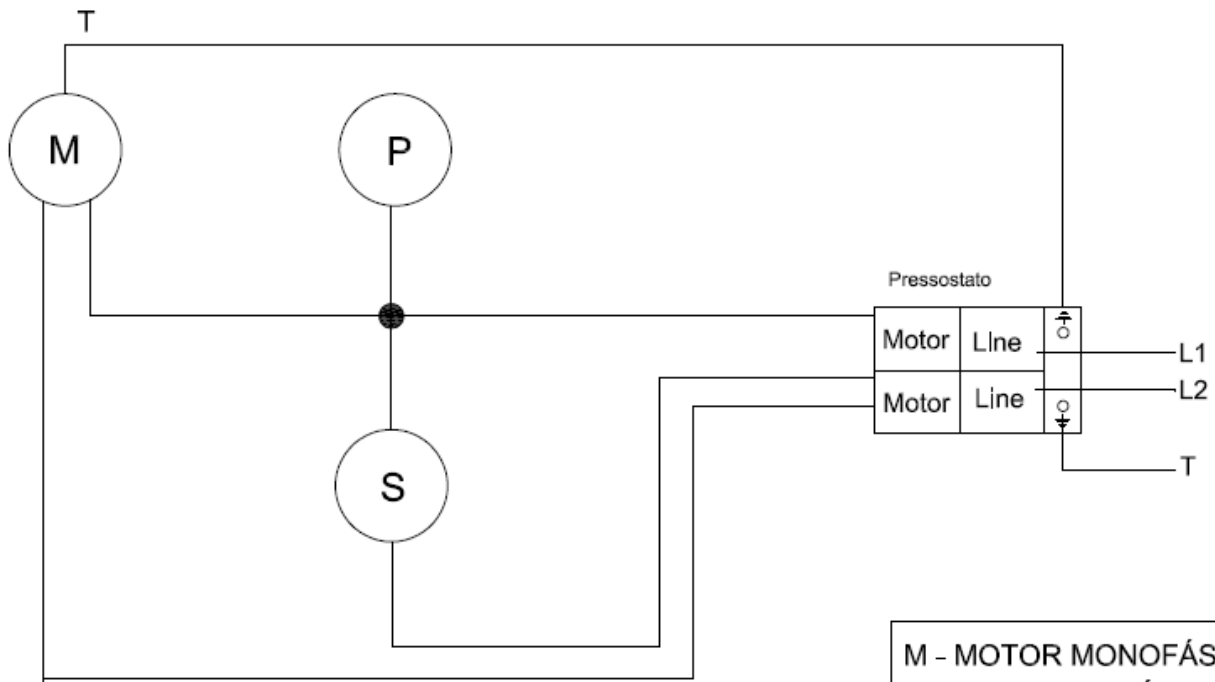 T
M
P
Pressostato
Motor LIne
L1
Motor Line
L2
S
T
M - MOTOR MONOFÁS